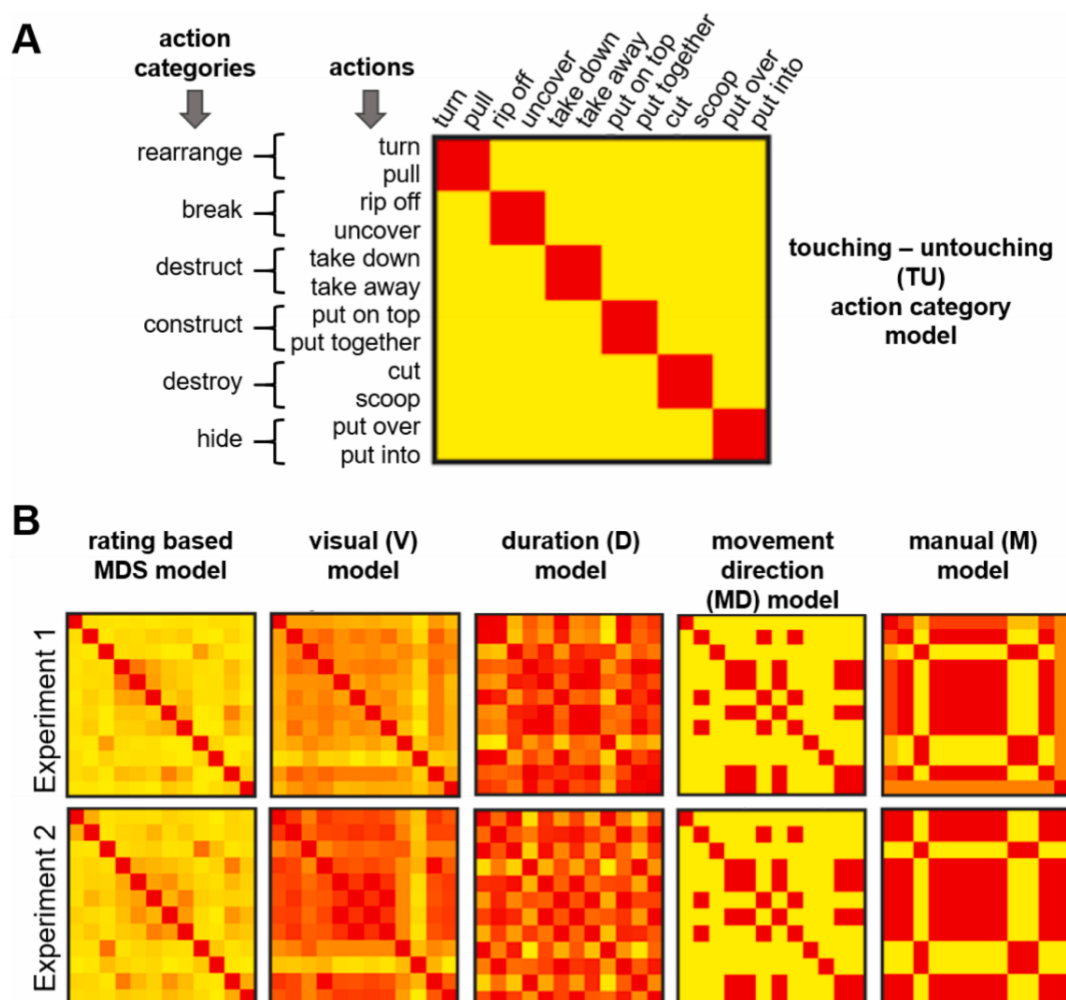 A
action
categories
actions
turn
pull
rip off
uncover
take down
take away
put on top
put together
cut
scoop
put over
put into
rearrange
turn
pull
break
rip off
uncover
destruct
take down
take away
construct
put on top
put together
destroy
cut
scoop
hide
put over
put into
touching – untouching
(TU)
action category
model
B
rating based
MDS model
visual (V)
model
duration (D)
model
movement
direction
(MD) model
manual (M)
model
Experiment 1
Experiment 2